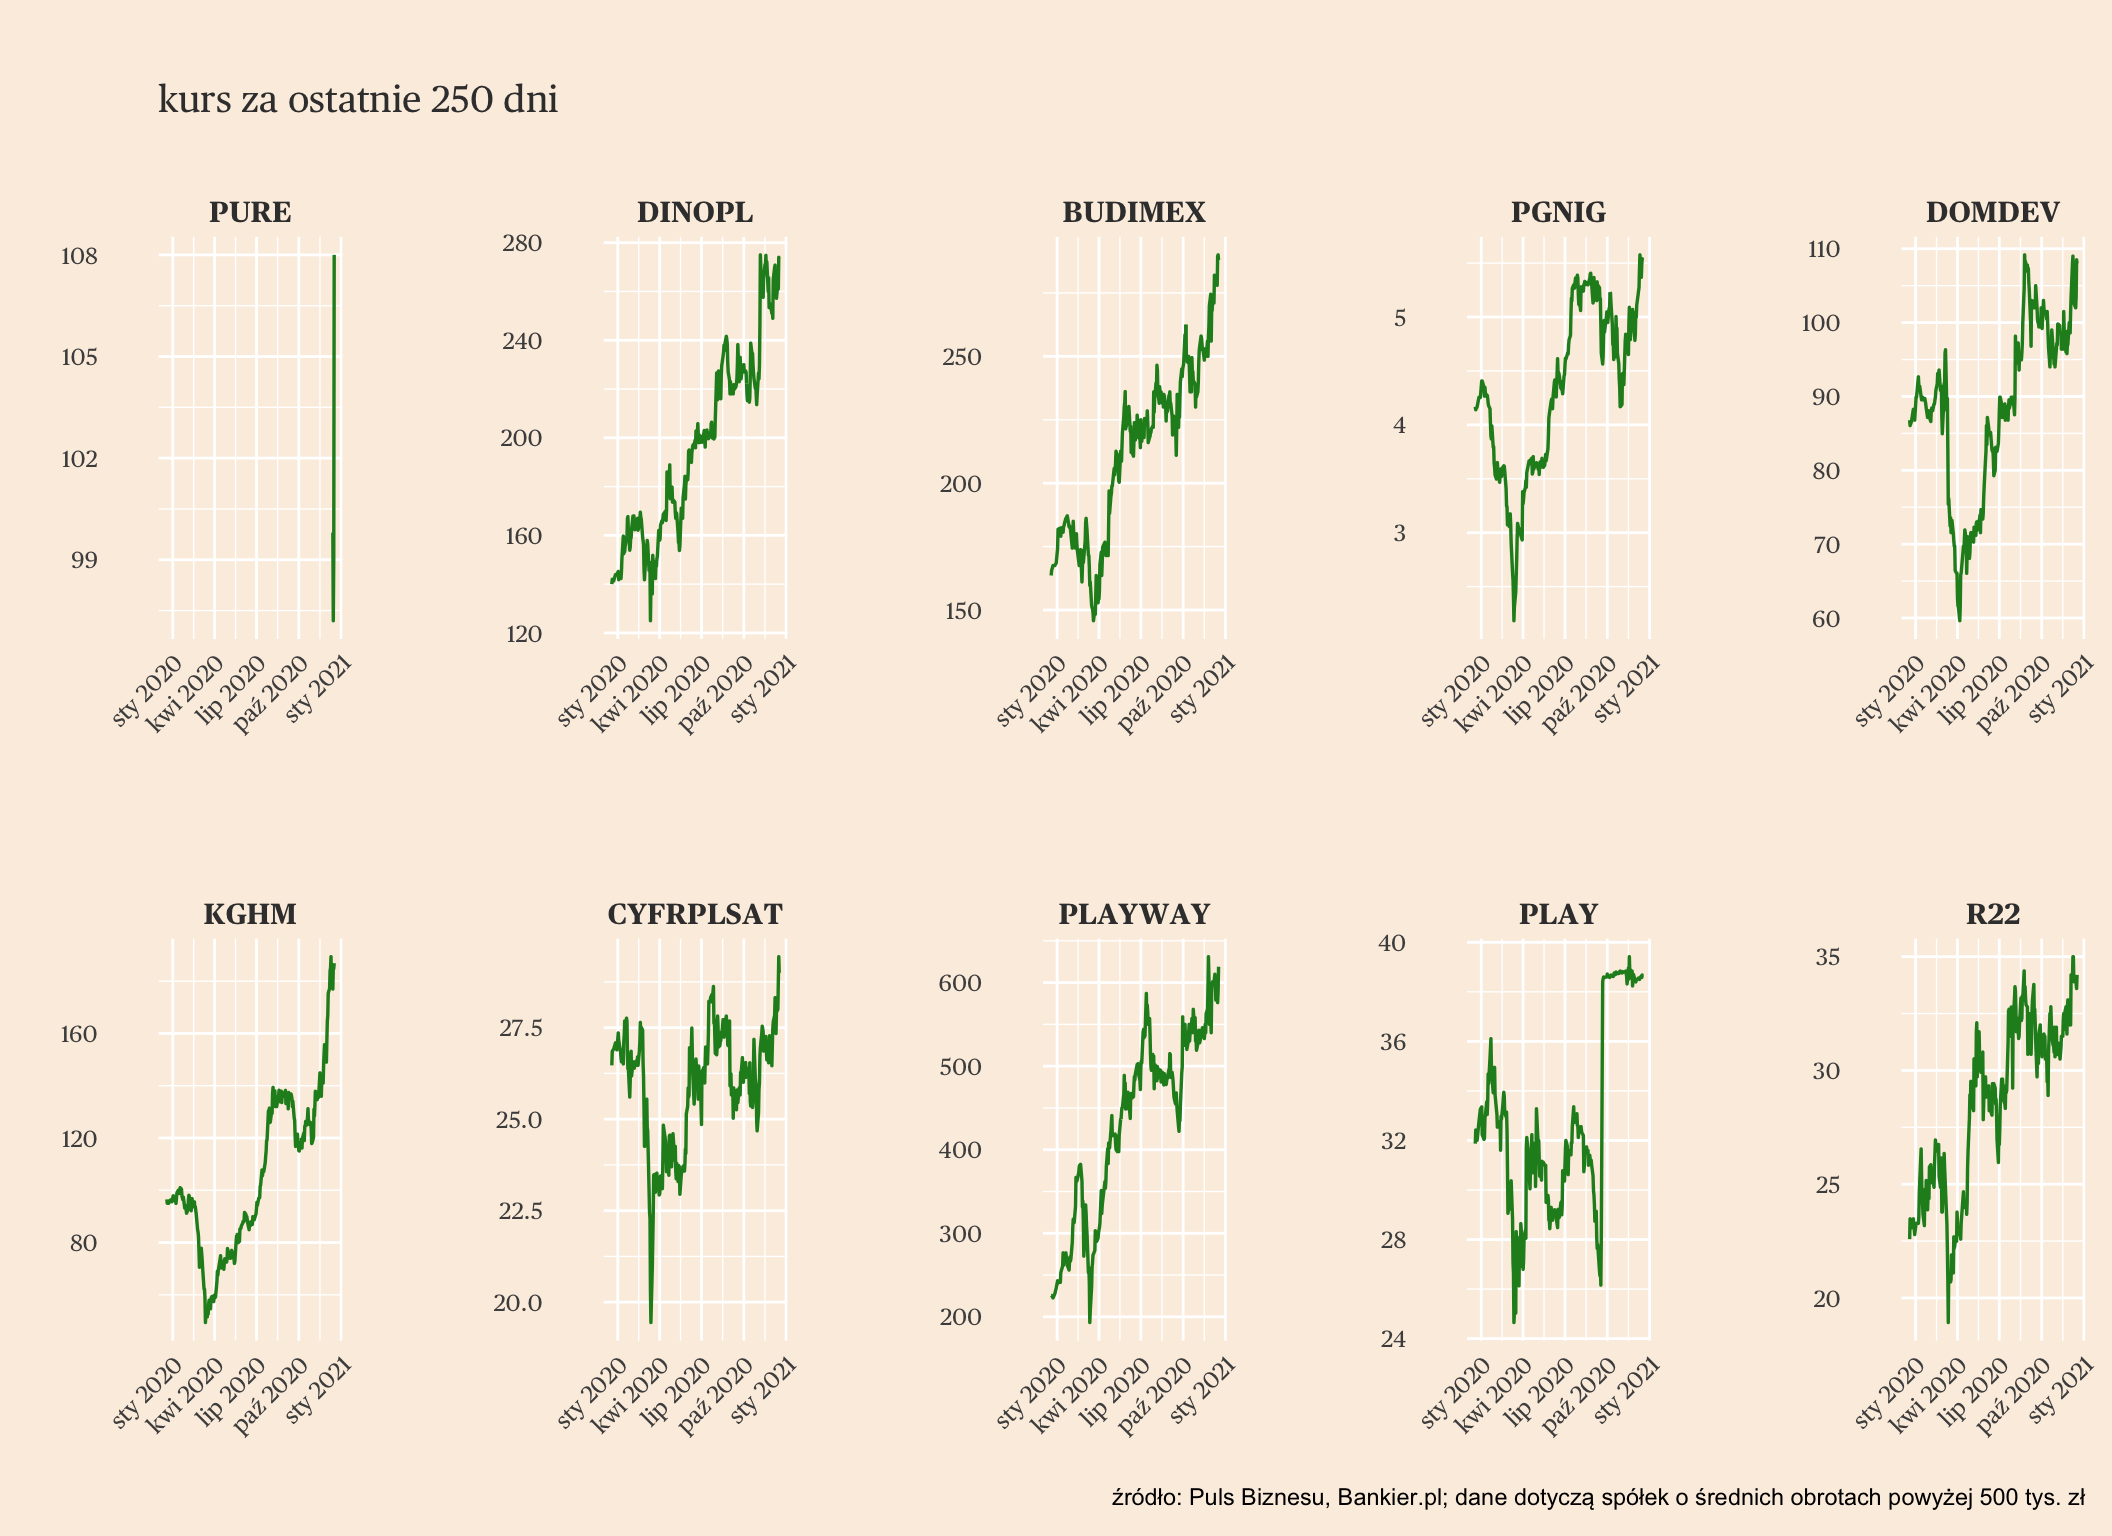 kurs za ostatnie 250 dni
PURE
108
105
102
99
sty 2020
kwi 2020
lip 2020
paź 2020
sty 2021
DINOPL
280
240
200
160
120
sty 2020
kwi 2020
lip 2020
paź 2020
sty 2021
BUDIMEX
250
200
150
sty 2020
kwi 2020
lip 2020
paź 2020
sty 2021
PGNIG
5
4
3
sty 2020
kwi 2020
lip 2020
paź 2020
sty 2021
DOMDEV
110
100
90
80
70
60
sty 2020
kwi 2020
lip 2020
paź 2020
sty 2021
KGHM
160
120
80
sty 2020
kwi 2020
lip 2020
paź 2020
sty 2021
CYFRPLSAT
27.5
25.0
22.5
20.0
sty 2020
kwi 2020
lip 2020
paź 2020
sty 2021
PLAYWAY
600
500
400
300
200
sty 2020
kwi 2020
lip 2020
paź 2020
sty 2021
PLAY
40
36
32
28
24
sty 2020
kwi 2020
lip 2020
paź 2020
sty 2021
R22
35
30
25
20
sty 2020
kwi 2020
lip 2020
paź 2020
sty 2021
źródło: Puls Biznesu, Bankier.pl; dane dotyczą spółek o średnich obrotach powyżej 500 tys. zł